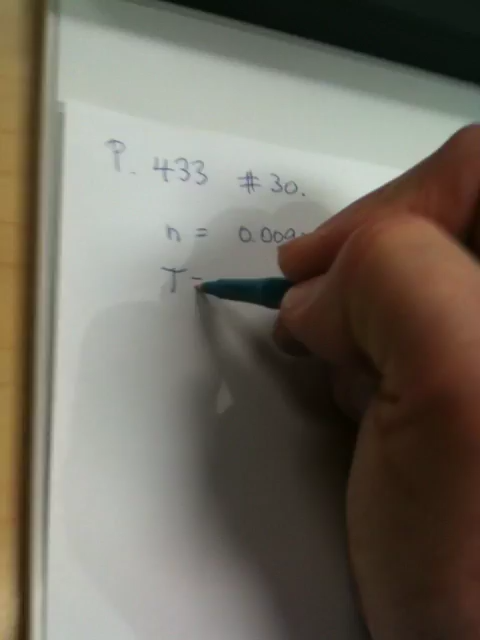 P. 433 #30.
n = 0.009
T =